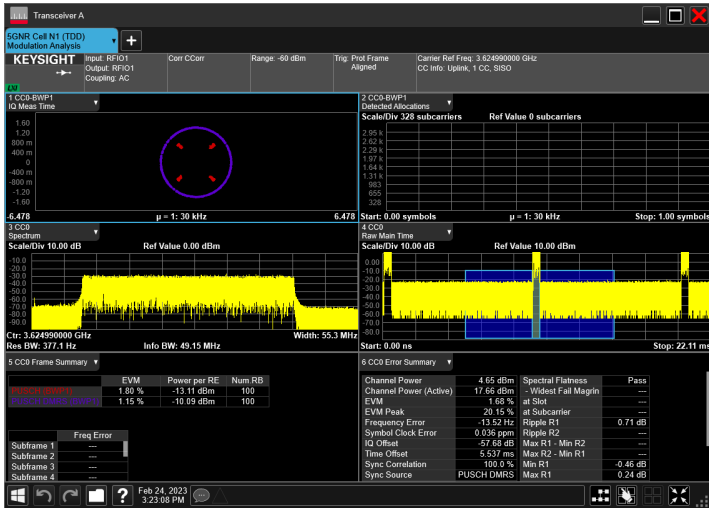 Transceiver A
5GNR Cell N1 (TDD)
Modulation Analysis
KEYSIGHT
LXI
Input: RFIO1
Output: RFIO1
Coupling: AC
Corr CCorr
Range: -60 dBm
Trig: Prot Frame
Aligned
Carrier Ref Freq: 3.624990000 GHz
CC Info: Uplink, 1 CC, SISO
1 CC0-BWP1
IQ Meas Time
1.60
1.20
800 m
400 m
0
-400 m
-800 m
-1.20
-1.60
-6.478
µ = 1: 30 kHz
6.478
2 CC0-BWP1
Detected Allocations
Scale/Div 328 subcarriers
Ref Value 0 subcarriers
2.95 k
2.62 k
2.29 k
1.97 k
1.64 k
1.31 k
983
655
328
Start: 0.00 symbols
µ = 1: 30 kHz
Stop: 1.00 symbols
3 CC0
Spectrum
Scale/Div 10.00 dB
Ref Value 0.00 dBm
-10.0
-20.0
-30.0
-40.0
-50.0
-60.0
-70.0
-80.0
-90.0
Ctr: 3.624990000 GHz
Width: 55.3 MHz
Res BW: 377.1 Hz
Info BW: 49.15 MHz
4 CC0
Raw Main Time
Scale/Div 10.00 dB
Ref Value 10.00 dBm
0.00
-10.0
-20.0
-30.0
-40.0
-50.0
-60.0
-70.0
-80.0
Start: 0.00 ns
Stop: 22.11 ms
5 CC0 Frame Summary
EVM Power per RE Num.RB
1.80 % -13.11 dBm 100
1.15 % -10.09 dBm 100
Freq Error
Subframe 1 ---
Subframe 2 ---
Subframe 3 ---
Subframe 4 ---
6 CC0 Error Summary
Channel Power 4.65 dBm Spectral Flatness Pass
Channel Power (Active) 17.66 dBm - Widest Fail Magrin ---
EVM 1.68 % at Slot ---
EVM Peak 20.15 % at Subcarrier ---
Frequency Error -13.52 Hz Ripple R1 0.71 dB
Symbol Clock Error 0.036 ppm Ripple R2 ---
IQ Offset -57.68 dB Max R1 - Min R2 ---
Time Offset 5.537 ms Max R2 - Min R1 ---
Sync Correlation 100.0 % Min R1 -0.46 dB
Sync Source PUSCH DMRS Max R1 0.24 dB
Feb 24, 2023
3:23:08 PM